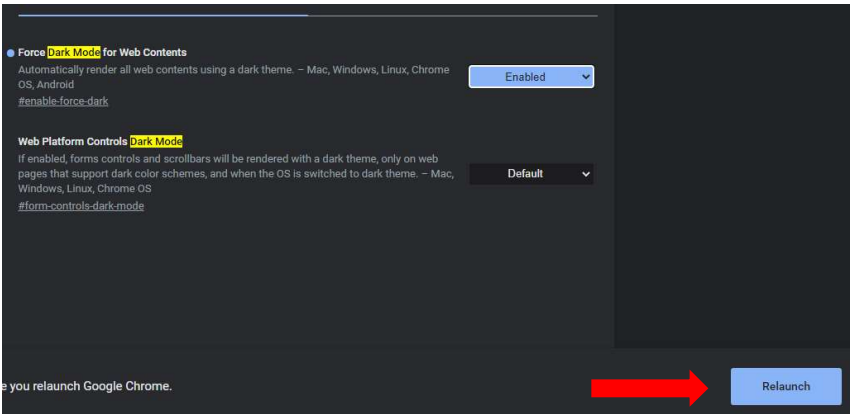 Force Dark Mode for Web Contents
Automatically render all web contents using a dark theme. – Mac, Windows, Linux, Chrome
OS, Android
#enable-force-dark
Enabled
Web Platform Controls Dark Mode
If enabled, forms controls and scrollbars will be rendered with a dark theme, only on web
pages that support dark color schemes, and when the OS is switched to dark theme. – Mac,
Windows, Linux, Chrome OS
#form-controls-dark-mode
Default
e you relaunch Google Chrome.
Relaunch